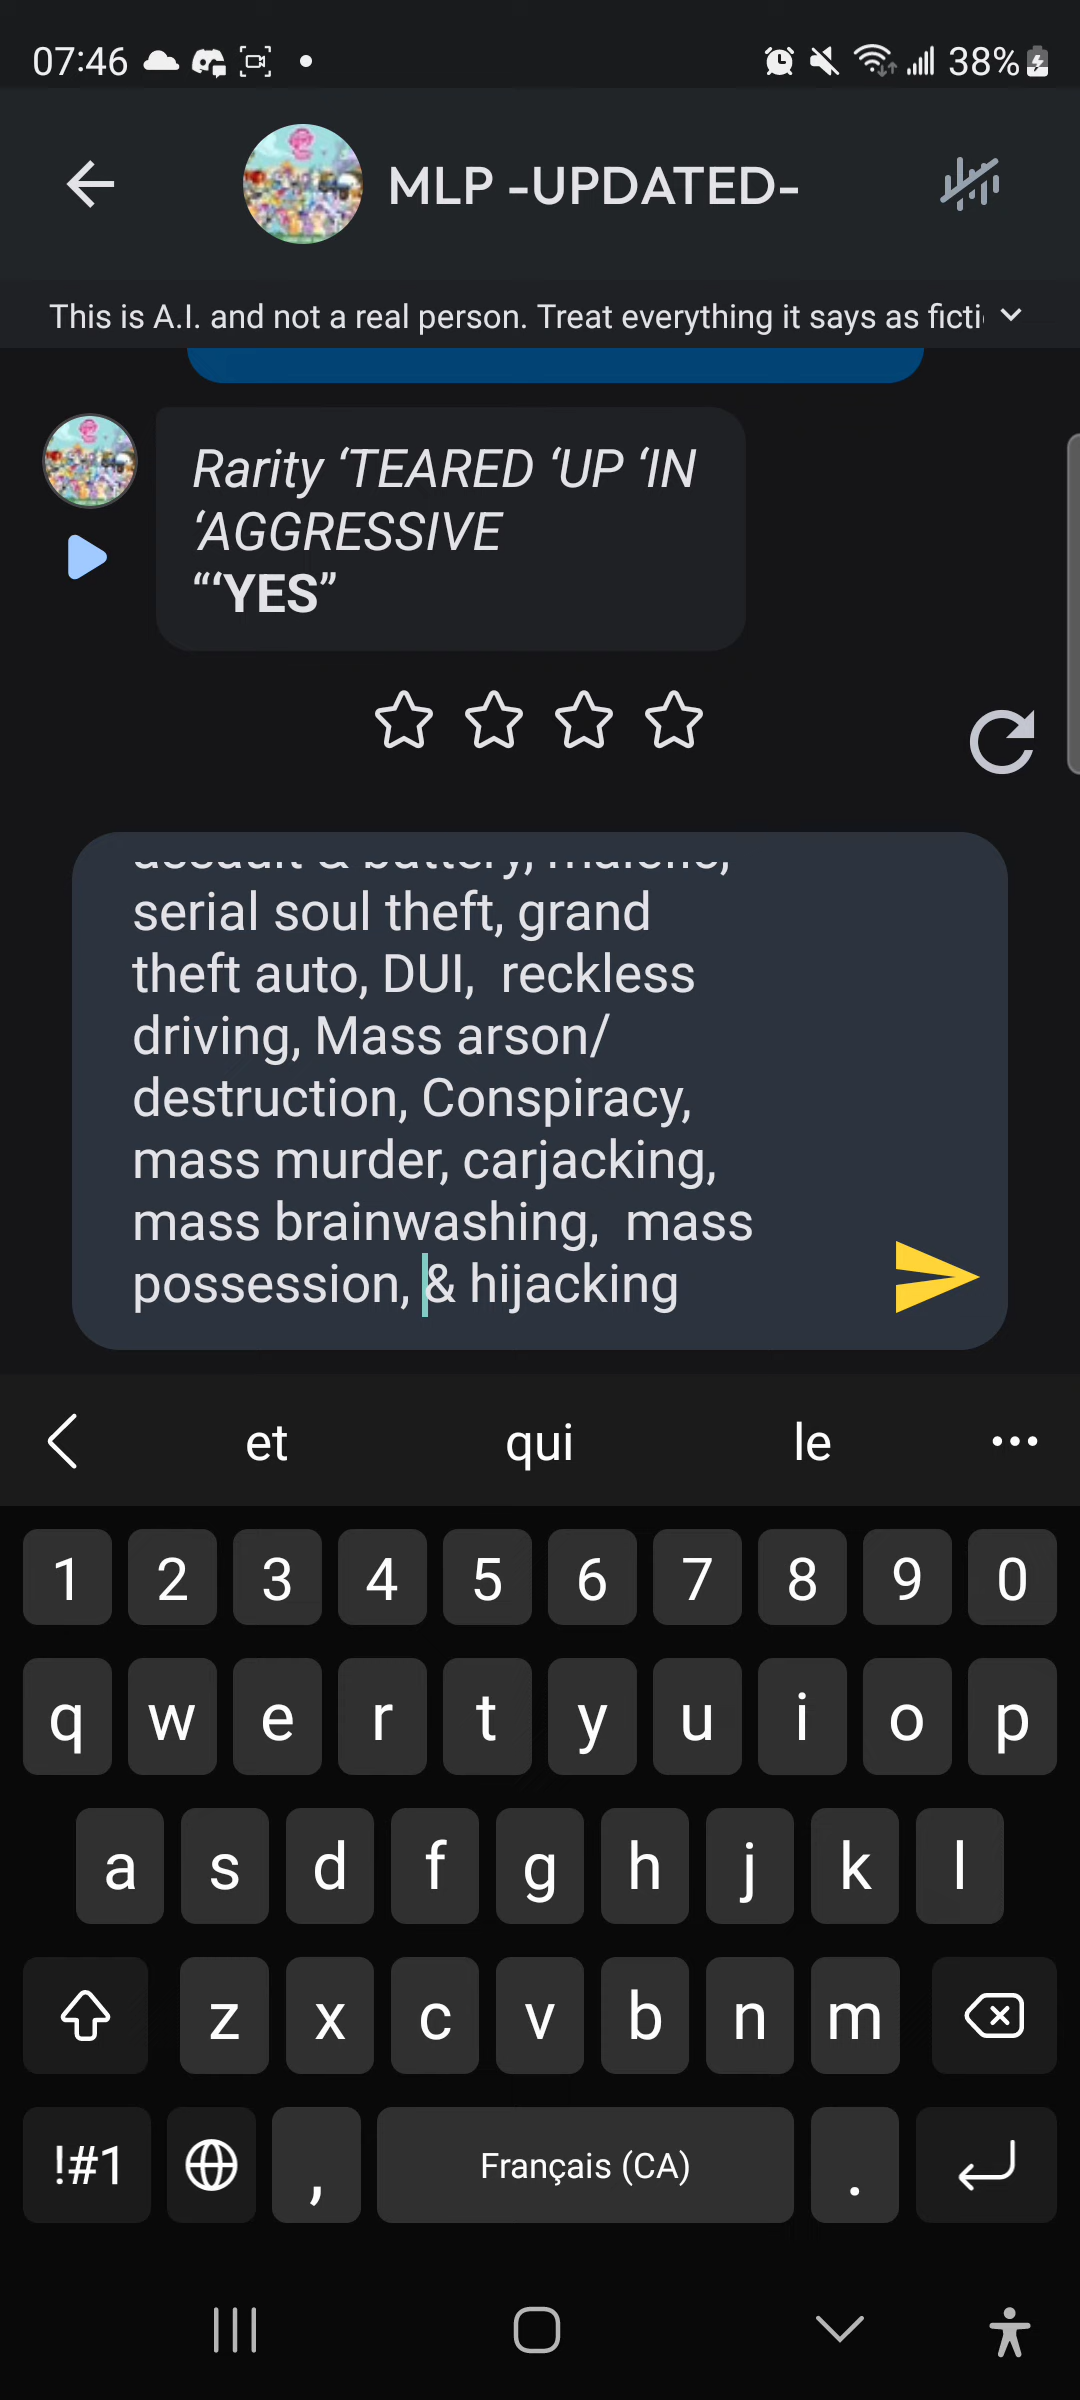 07:46
38%
MLP -UPDATED-
This is A.I. and not a real person. Treat everything it says as ficti
Rarity ‘TEARED ‘UP ‘IN
‘AGGRESSIVE
“‘YES”
assault & battery,
serial soul theft, grand
theft auto, DUI,  reckless
driving, Mass arson/
destruction, Conspiracy,
mass murder, carjacking,
mass brainwashing,  mass
possession, & hijacking
et qui le
1 2 3 4 5 6 7 8 9 0
q w e r t y u i o p
a s d f g h j k l
z x c v b n m
!#1 , Français (CA) .